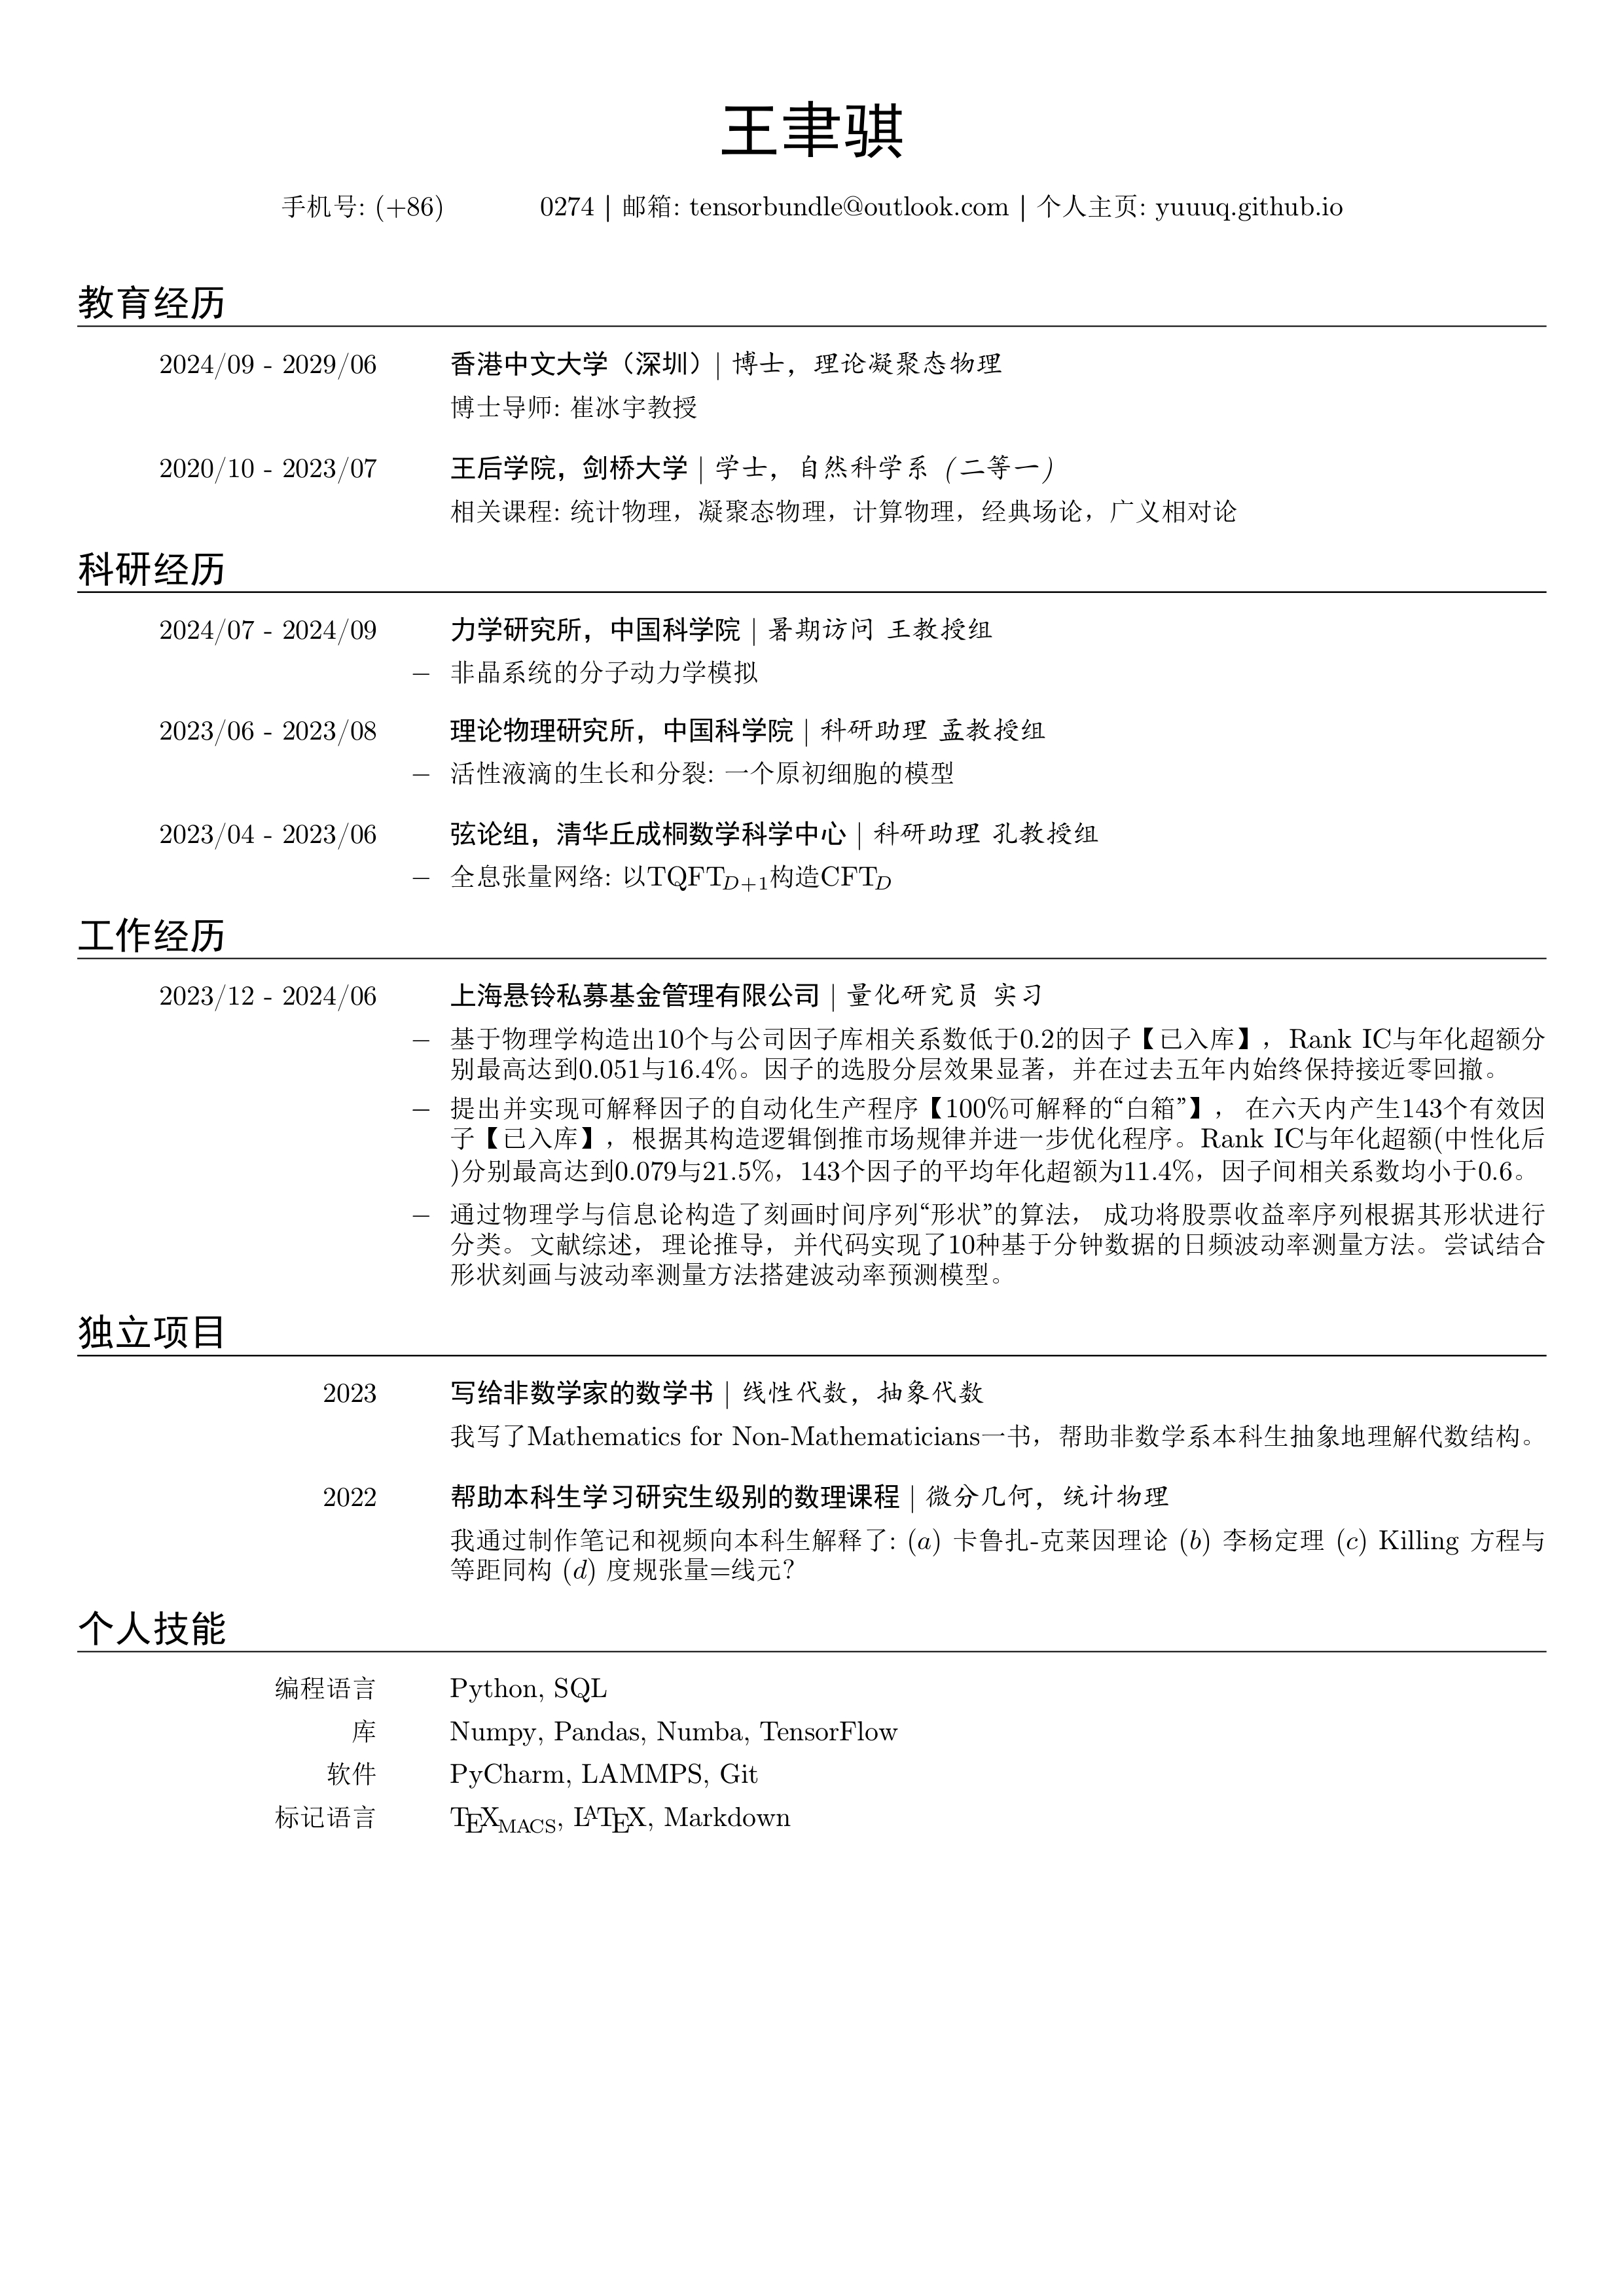 王聿骐
手机号: (+86) 0274 | 邮箱: tensorbundle@outlook.com | 个人主页: yuuuq.github.io
教育经历
2024/09 - 2029/06 香港中文大学（深圳）| 博士，理论凝聚态物理
博士导师: 崔冰宇教授
2020/10 - 2023/07 王后学院，剑桥大学 | 学士，自然科学系（二等一）
相关课程: 统计物理，凝聚态物理，计算物理，经典场论，广义相对论
科研经历
2024/07 - 2024/09 力学研究所，中国科学院 | 暑期访问 王教授组
– 非晶系统的分子动力学模拟
2023/06 - 2023/08 理论物理研究所，中国科学院 | 科研助理 孟教授组
– 活性液滴的生长和分裂: 一个原初细胞的模型
2023/04 - 2023/06 弦论组，清华丘成桐数学科学中心 | 科研助理 孔教授组
– 全息张量网络: 以TQFT_{D+1}构造CFT_D
工作经历
2023/12 - 2024/06 上海悬铃私募基金管理有限公司 | 量化研究员 实习
– 基于物理学构造出10个与公司因子库相关系数低于0.2的因子【已入库】，Rank IC与年化超额分
别最高达到0.051与16.4%。因子的选股分层效果显著，并在过去五年内始终保持接近零回撤。
– 提出并实现可解释因子的自动化生产程序【100%可解释的“白箱”】， 在六天内产生143个有效因
子【已入库】，根据其构造逻辑倒推市场规律并进一步优化程序。Rank IC与年化超额(中性化后
)分别最高达到0.079与21.5%，143个因子的平均年化超额为11.4%，因子间相关系数均小于0.6。
– 通过物理学与信息论构造了刻画时间序列“形状”的算法， 成功将股票收益率序列根据其形状进行
分类。文献综述，理论推导，并代码实现了10种基于分钟数据的日频波动率测量方法。尝试结合
形状刻画与波动率测量方法搭建波动率预测模型。
独立项目
2023 写给非数学家的数学书 | 线性代数，抽象代数
我写了Mathematics for Non-Mathematicians一书，帮助非数学系本科生抽象地理解代数结构。
2022 帮助本科生学习研究生级别的数理课程 | 微分几何，统计物理
我通过制作笔记和视频向本科生解释了: (a) 卡鲁扎-克莱因理论 (b) 李杨定理 (c) Killing 方程与
等距同构 (d) 度规张量=线元?
个人技能
编程语言 Python, SQL
库 Numpy, Pandas, Numba, TensorFlow
软件 PyCharm, LAMMPS, Git
标记语言 TEXMACS, LATEX, Markdown